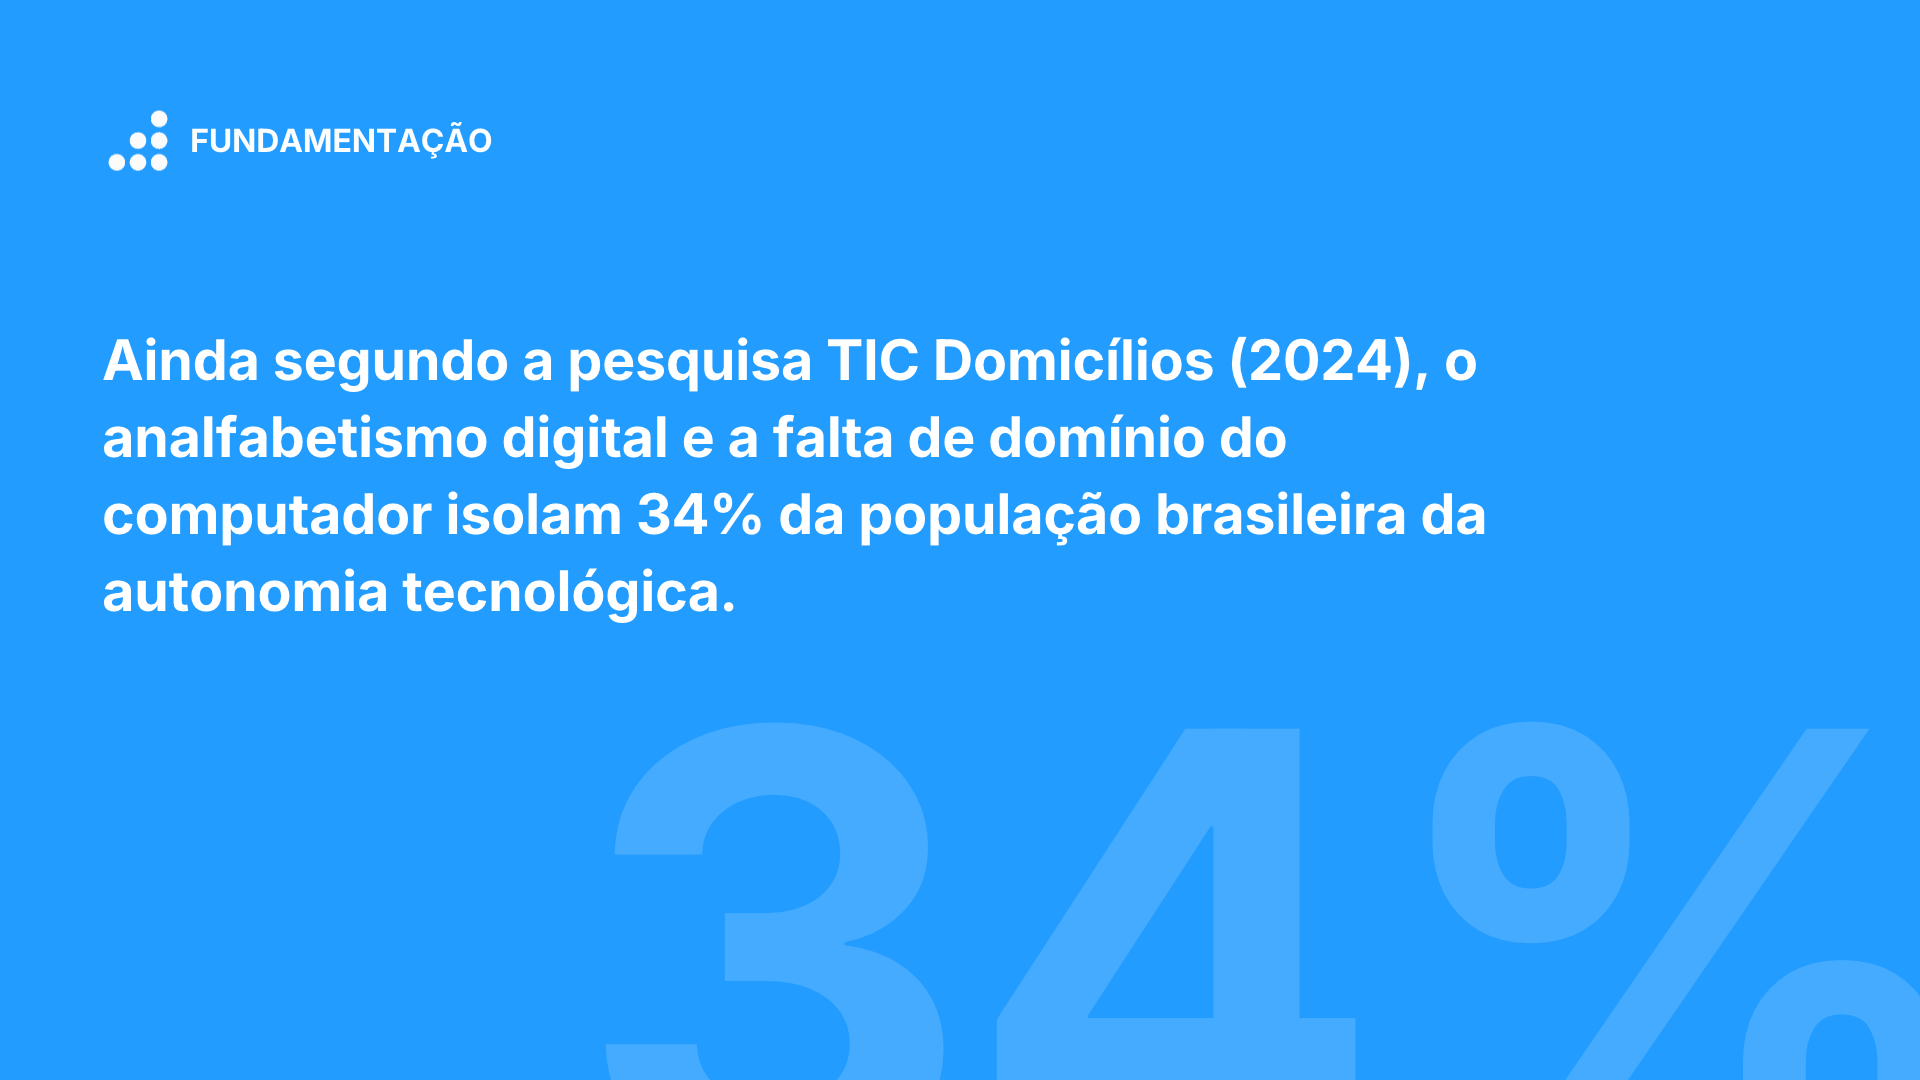 FUNDAMENTAÇÃO
Ainda segundo a pesquisa TIC Domicílios (2024), o
analfabetismo digital e a falta de domínio do
computador isolam 34% da população brasileira da
autonomia tecnológica.
34%